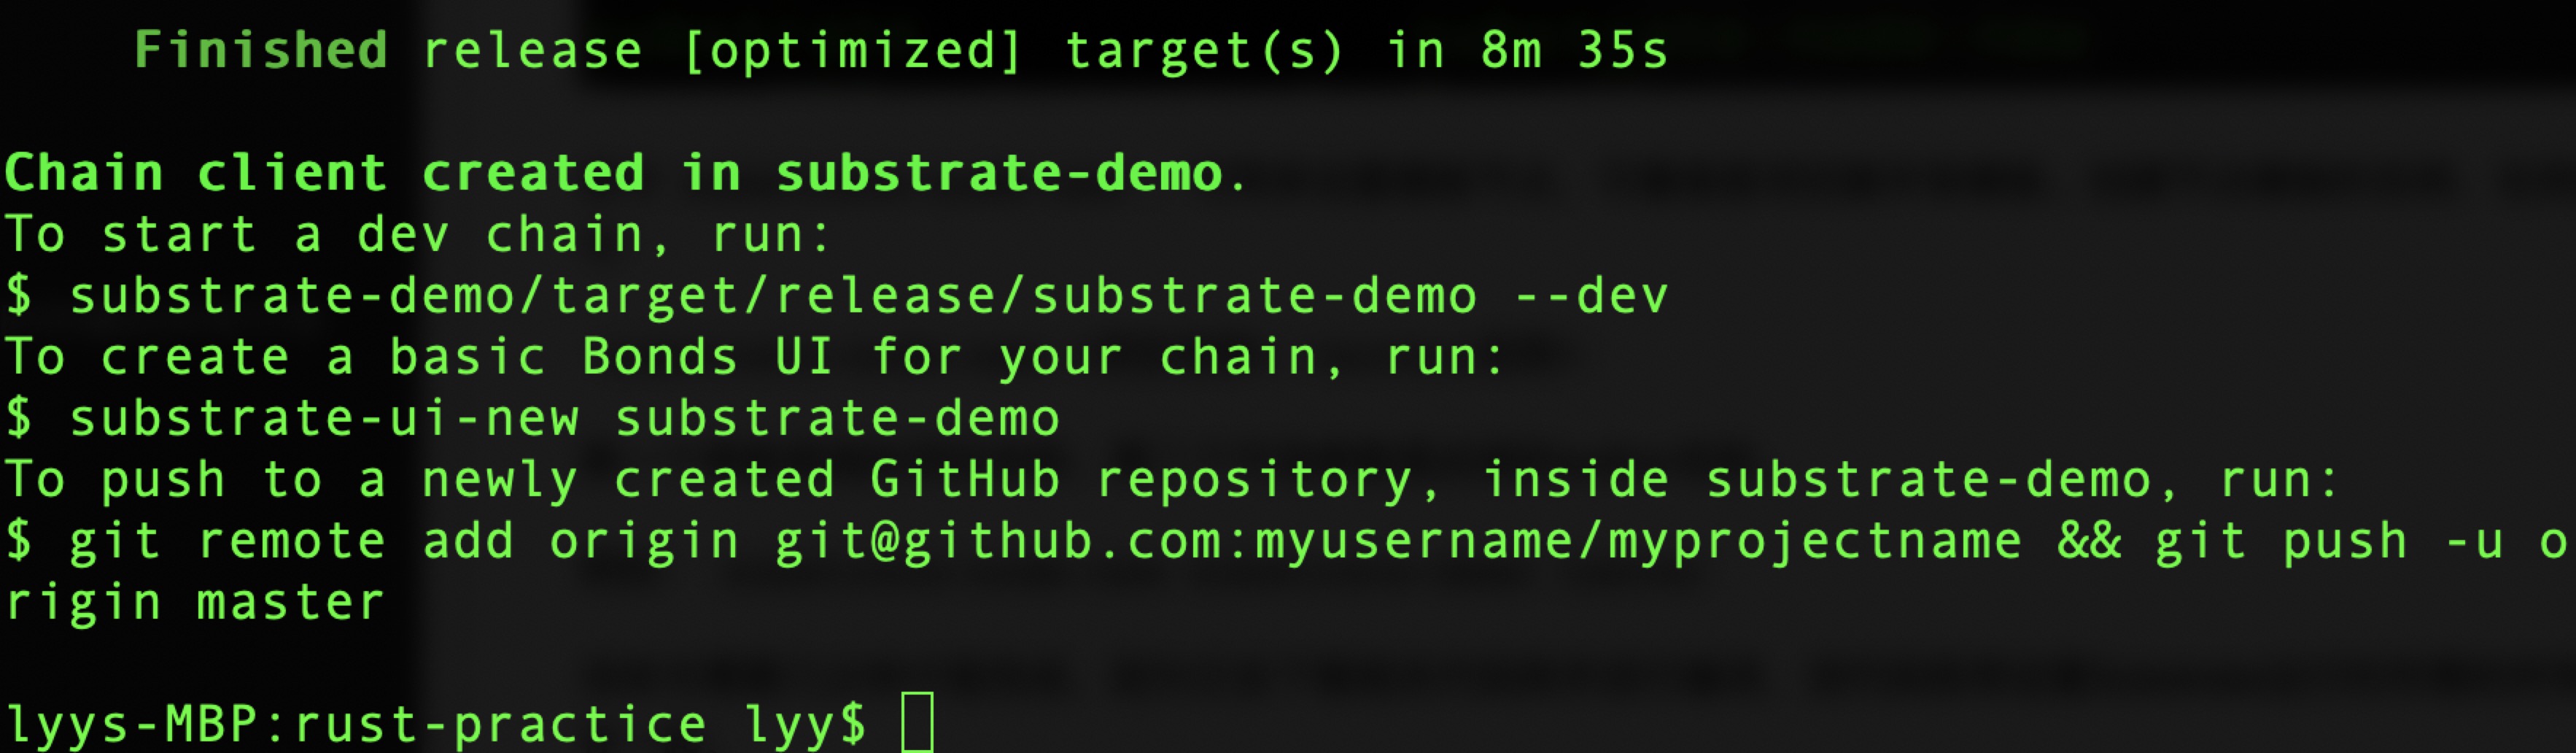 Finished release [optimized] target(s) in 8m 35s
Chain client created in substrate-demo.
To start a dev chain, run:
$ substrate-demo/target/release/substrate-demo --dev
To create a basic Bonds UI for your chain, run:
$ substrate-ui-new substrate-demo
To push to a newly created GitHub repository, inside substrate-demo, run:
$ git remote add origin git@github.com:myusername/myprojectname && git push -u o
rigin master
lyys-MBP:rust-practice lyy$